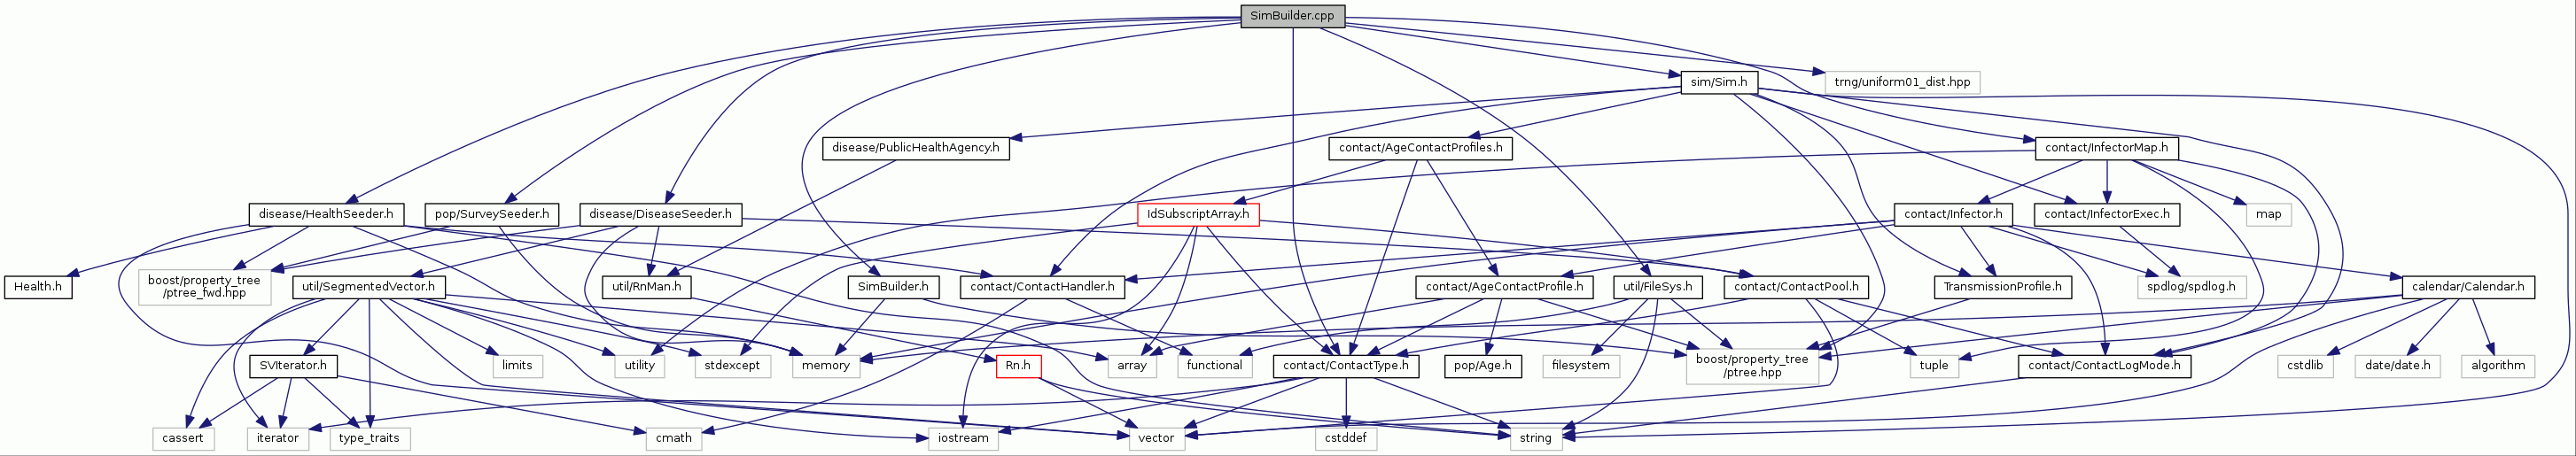 SimBuilder.cpp
sim/Sim.h
trng/uniform01_dist.hpp
disease/PublicHealthAgency.h
contact/AgeContactProfiles.h
contact/InfectorMap.h
disease/HealthSeeder.h
pop/SurveySeeder.h
disease/DiseaseSeeder.h
IdSubscriptArray.h
contact/Infector.h
contact/InfectorExec.h
map
Health.h
boost/property_tree
/ptree_fwd.hpp
util/SegmentedVector.h
util/RnMan.h
SimBuilder.h
contact/ContactHandler.h
contact/AgeContactProfile.h
util/FileSys.h
contact/ContactPool.h
TransmissionProfile.h
spdlog/spdlog.h
calendar/Calendar.h
SVIterator.h
limits
utility
stdexcept
memory
Rn.h
array
functional
contact/ContactType.h
pop/Age.h
filesystem
boost/property_tree
/ptree.hpp
tuple
contact/ContactLogMode.h
cstdlib
date/date.h
algorithm
cassert
iterator
type_traits
cmath
iostream
vector
cstddef
string